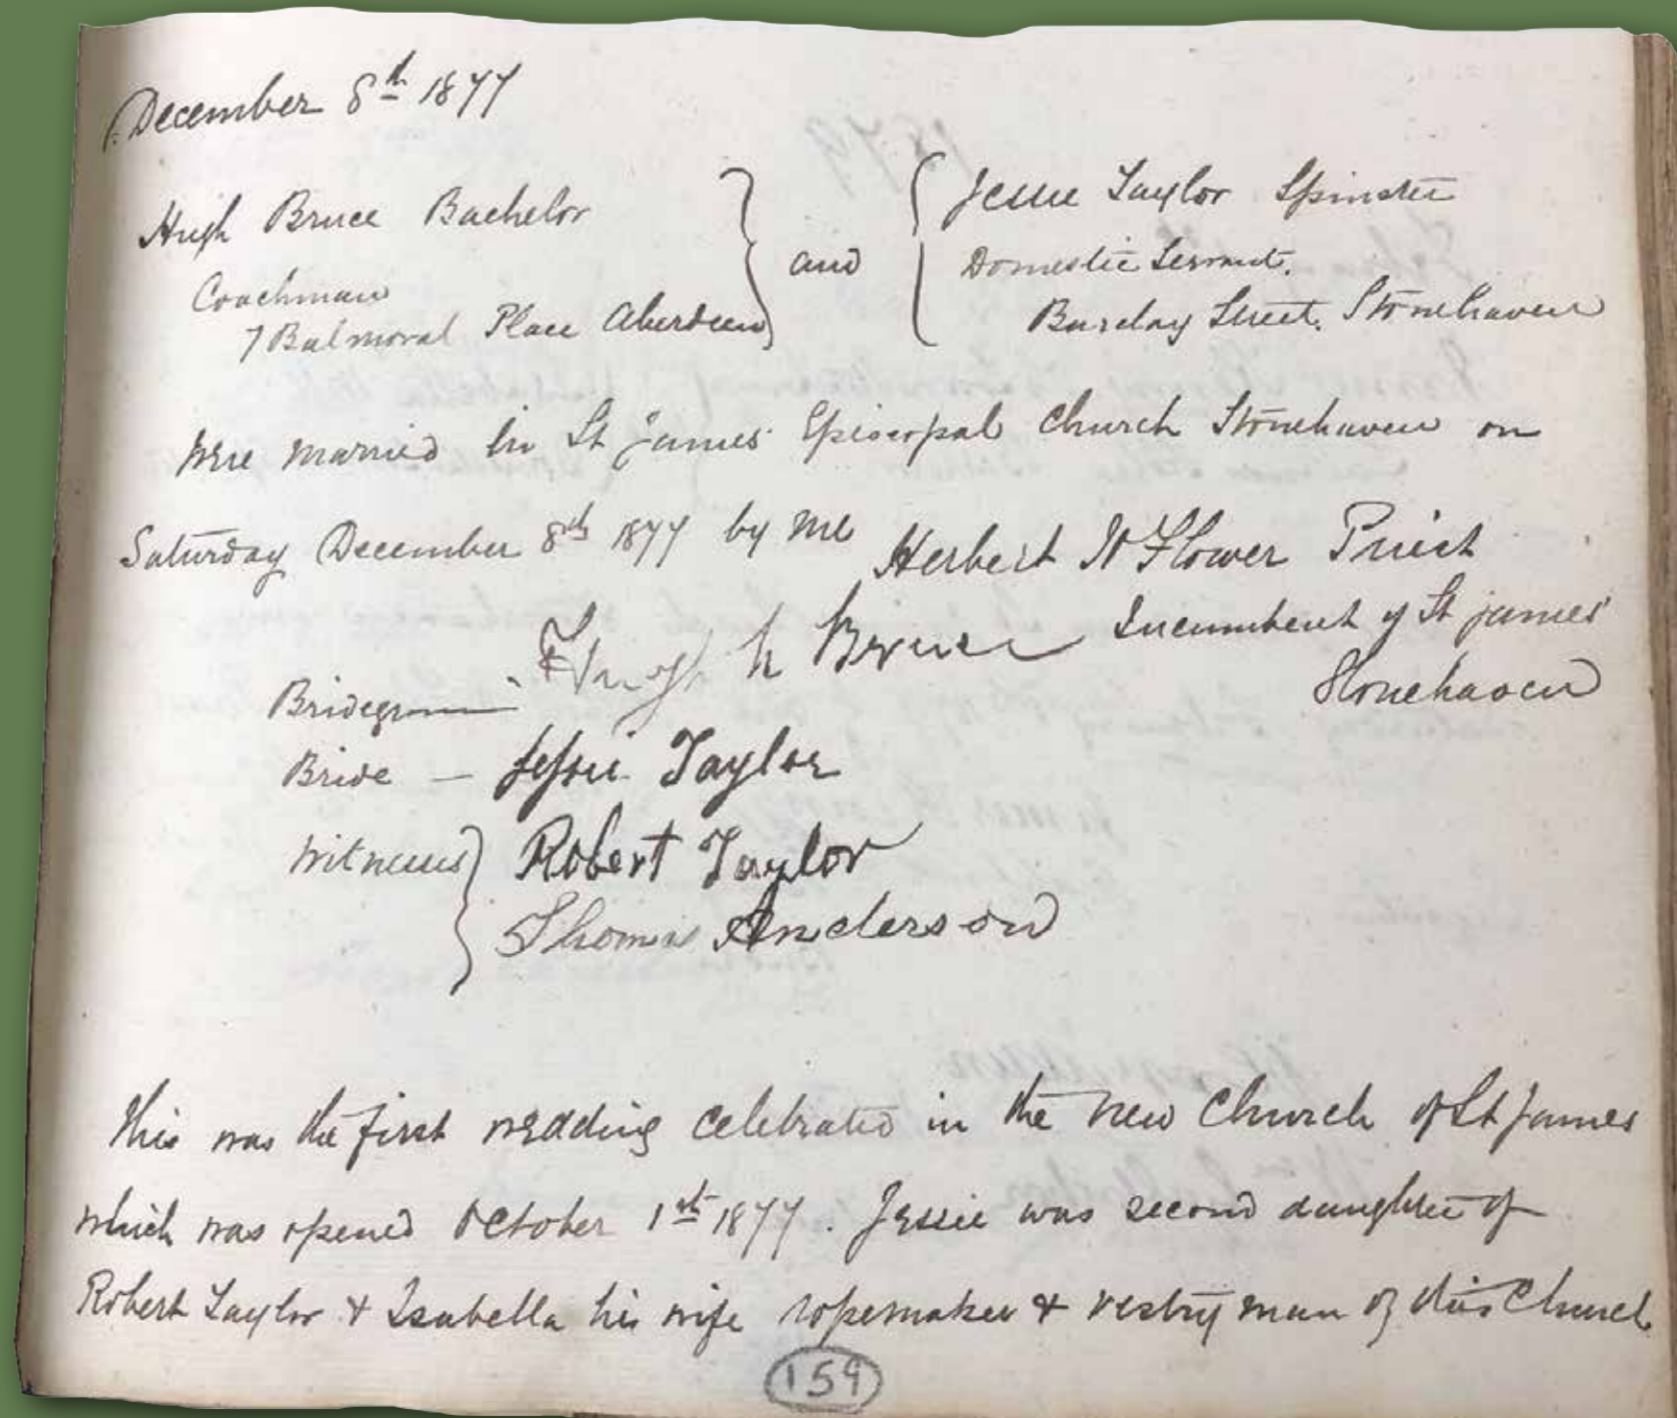 December 8th 1877
Hugh Bruce Bachelor
Coachman
7 Balmoral Place Aberdeen
and
Jessie Taylor Spinster
Domestic Servant.
Barclay Street. Stonehaven
were married in St James' Episcopal Church Stonehaven on
Saturday December 8th 1877 by me Herbert W Flower Priest
Incumbent of St James'
Stonehaven
Bridegroom - Hugh Bruce
Bride — Jessie Taylor
Witnesses Robert Taylor
Thomas Anderson
This was the first wedding celebrated in the new Church of St James
which was opened October 1st 1877. Jessie was second daughter of
Robert Taylor & Isabella his wife ropemaker & vestryman of this Church
159